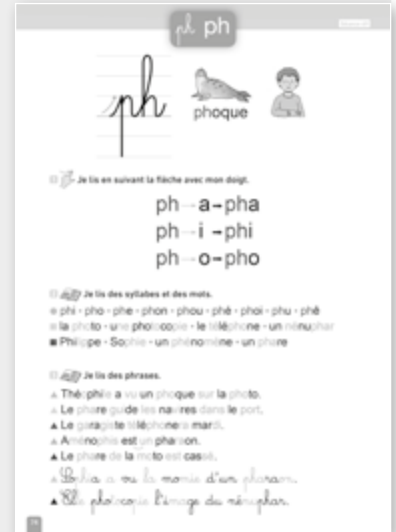 ph ph
ph
phoque
Je lis en suivant la flèche avec mon doigt.
ph → a → pha
ph → i → phi
ph → o → pho
Je lis des syllabes et des mots.
phi - pho - phe - phon - phou - phé - phoi - phu - phê
la photo - une photocopie - le téléphone - un nénuphar
Philippe - Sophie - un phénomène - un phare
Je lis des phrases.
Théophile a vu un phoque sur la photo.
Le phare guide les navires dans le port.
Le garagiste téléphonera mardi.
Aménophis est un pharaon.
Le phare de la moto est cassé.
Sophia a vu la momie d'un pharaon.
photocopie l'image du nénuphar.